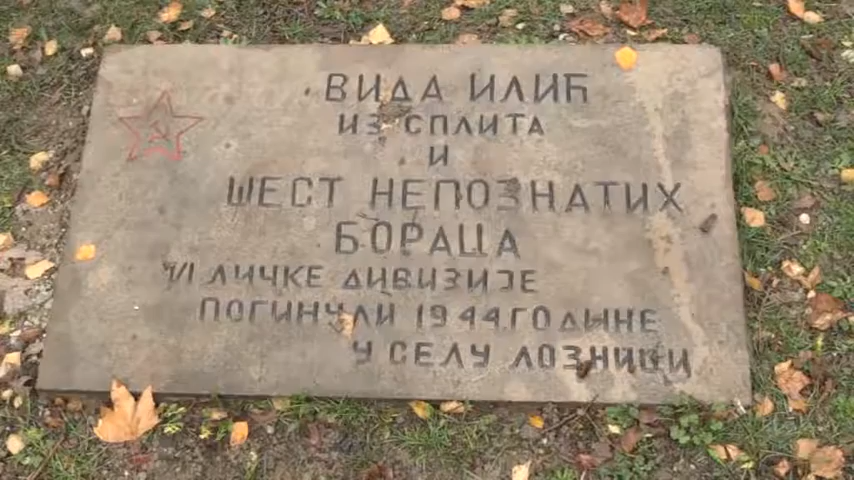 ВИДА ИЛИЋ
ИЗ СПЛИТА
И
ШЕСТ НЕПОЗНАТИХ
БОРАЦА
VI ЛИЧКЕ ДИВИЗИЈЕ
ПОГИНУЛИ 1944.ГОДИНЕ
У СЕЛУ ЛОЗНИЦИ